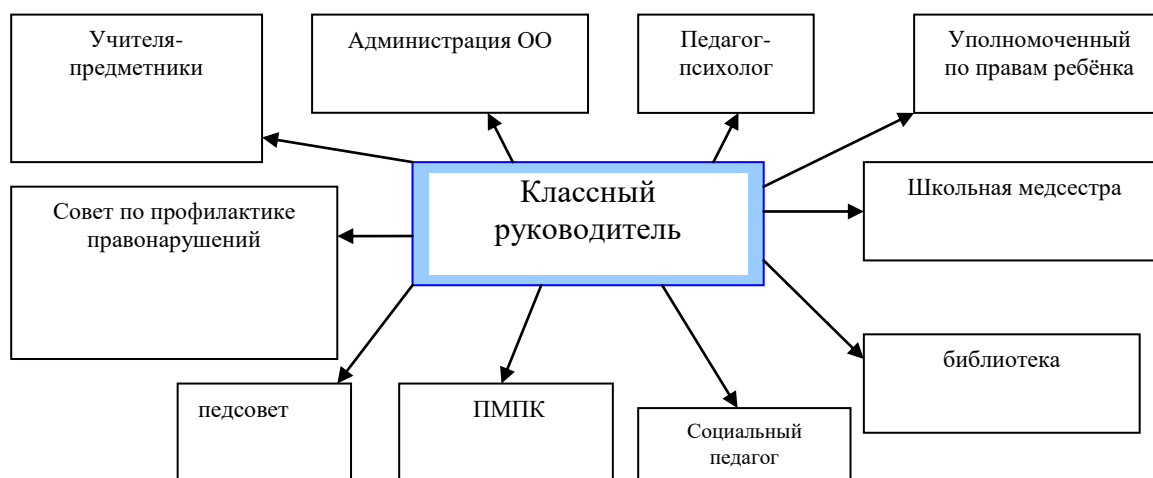 Учителя-
предметники
Администрация ОО
Педагог-
психолог
Уполномоченный
по правам ребёнка
Классный
руководитель
Школьная медсестра
Совет по профилактике
правонарушений
библиотека
педсовет
ПМПК
Социальный
педагог